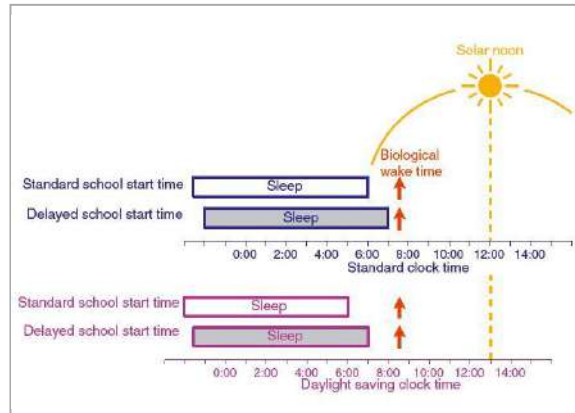 Solar noon
Biological
wake time
Standard school start time
Sleep
Delayed school start time
Sleep
0:00 2:00 4:00 6:00 8:00 10:00 12:00 14:00
Standard clock time
Standard school start time
Sleep
Delayed school start time
Sleep
0:00 2:00 4:00 6:00 8:00 10:00 12:00 14:00
Daylight saving clock time